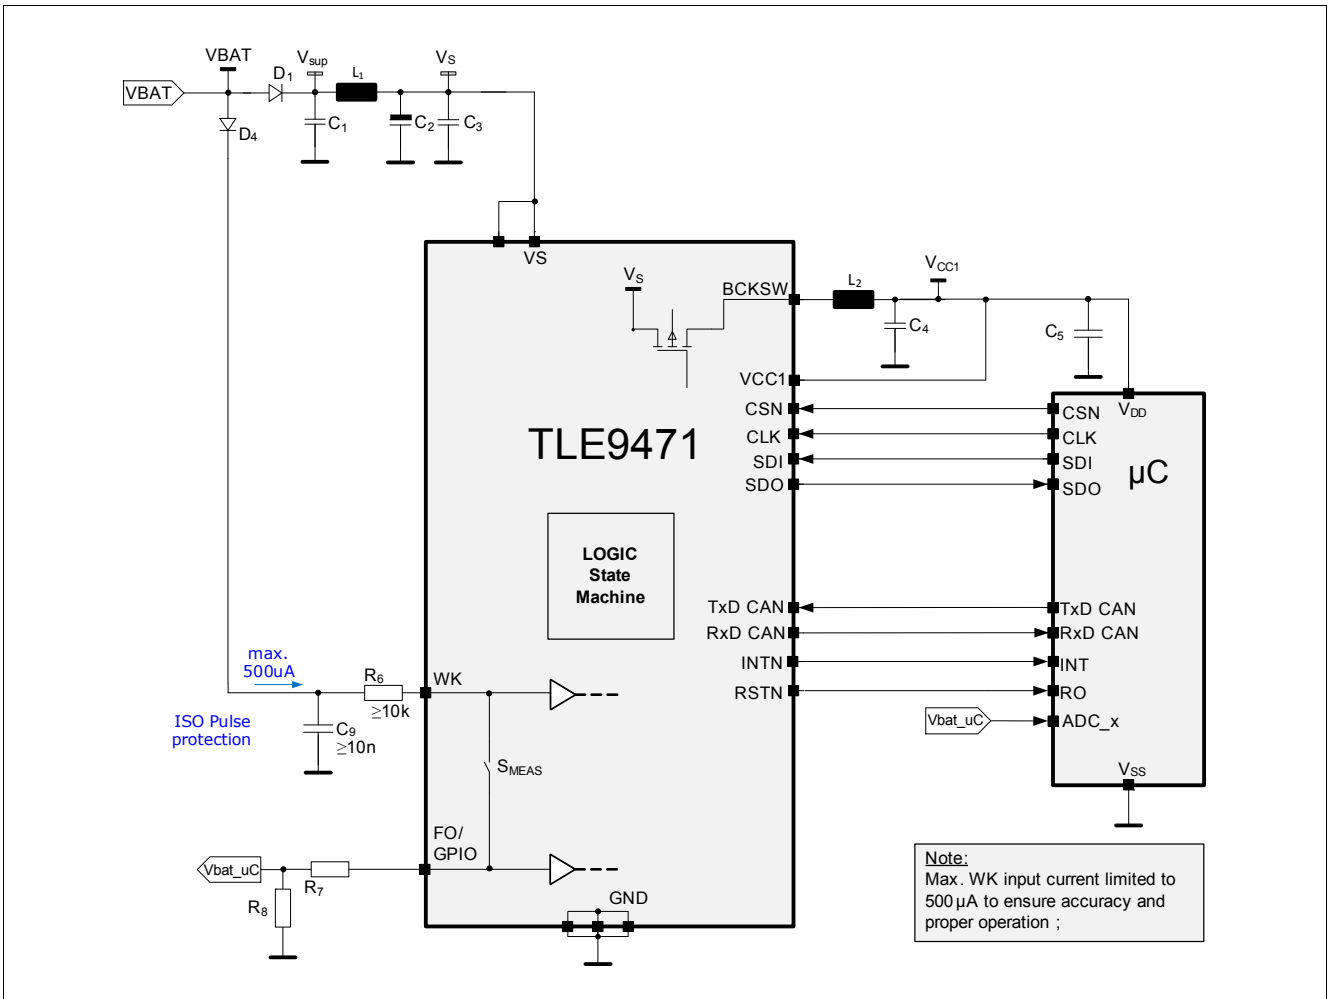 VBAT
VBAT
D1
Vsup
L1
VS
C1
C2
C3
D4
VS
VS
BCKSW
L2
VCC1
C4
C5
VCC1
CSN
CLK
SDI
SDO
TLE9471
VDD
CSN
CLK
SDI
SDO
µC
LOGIC
State
Machine
TxD CAN
RxD CAN
INTN
RSTN
TxD CAN
RxD CAN
INT
RO
ADC_x
Vbat_uC
VSS
max.
500uA
R6
≥10k
WK
ISO Pulse
protection
C9
≥10n
SMEAS
FO/
GPIO
Vbat_uC
R7
R8
GND
Note:
Max. WK input current limited to
500µA to ensure accuracy and
proper operation ;